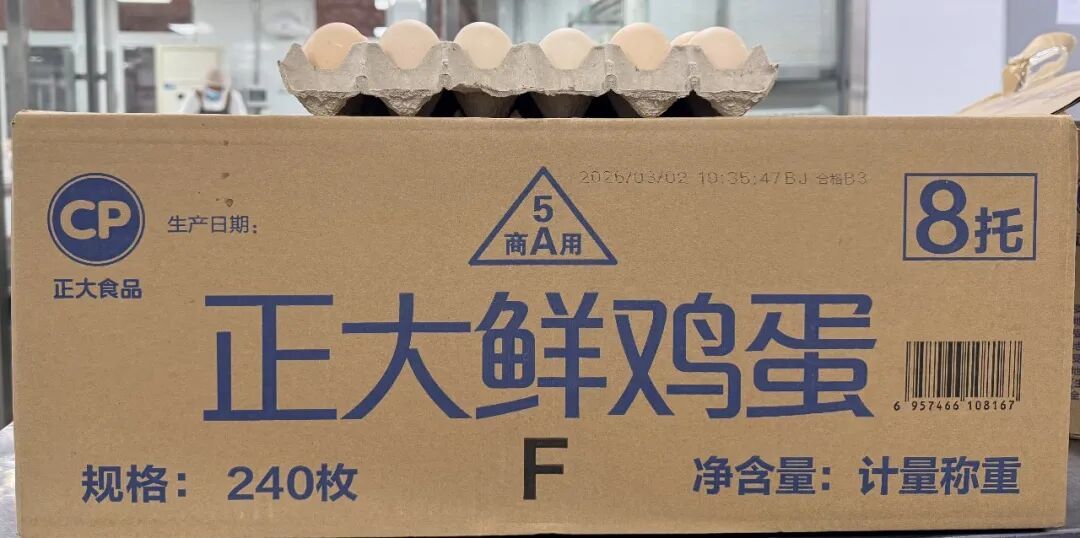 2026/03/02 19:35:47BJ 合格B3
CP
正大食品
生产日期：
5
商A用
8托
正大鲜鸡蛋
6 957466 108167
F
规格：240枚
净含量：计量称重